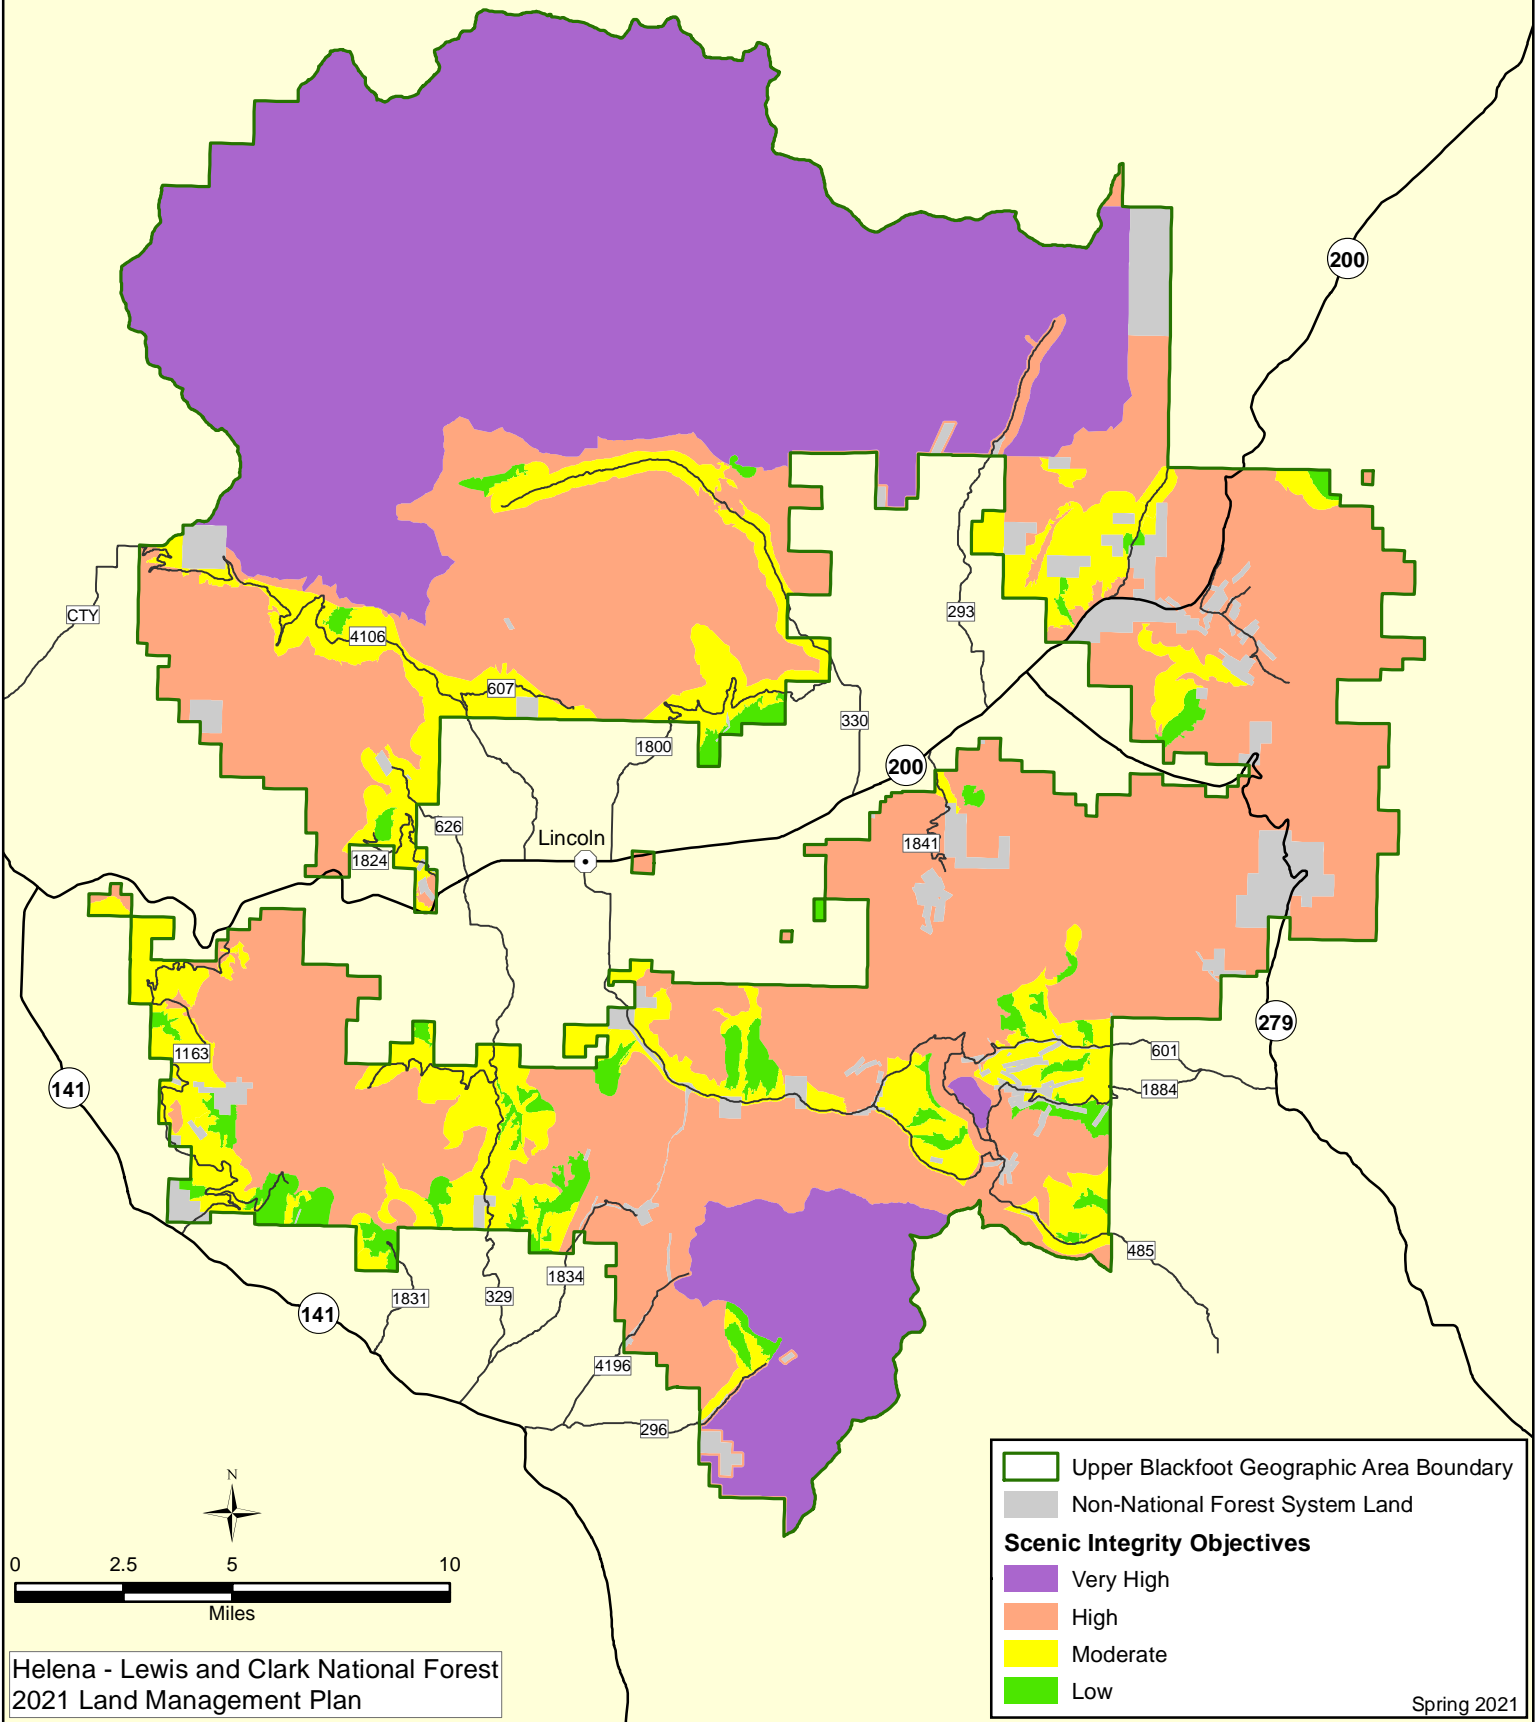 200
CTY
4106
293
607
330
1800
200
626
Lincoln
1841
1824
279
1163
601
141
1884
485
1834
1831
329
141
4196
296
N
0 2.5 5 10
Miles
Helena - Lewis and Clark National Forest
2021 Land Management Plan
Upper Blackfoot Geographic Area Boundary
Non-National Forest System Land
Scenic Integrity Objectives
Very High
High
Moderate
Low
Spring 2021